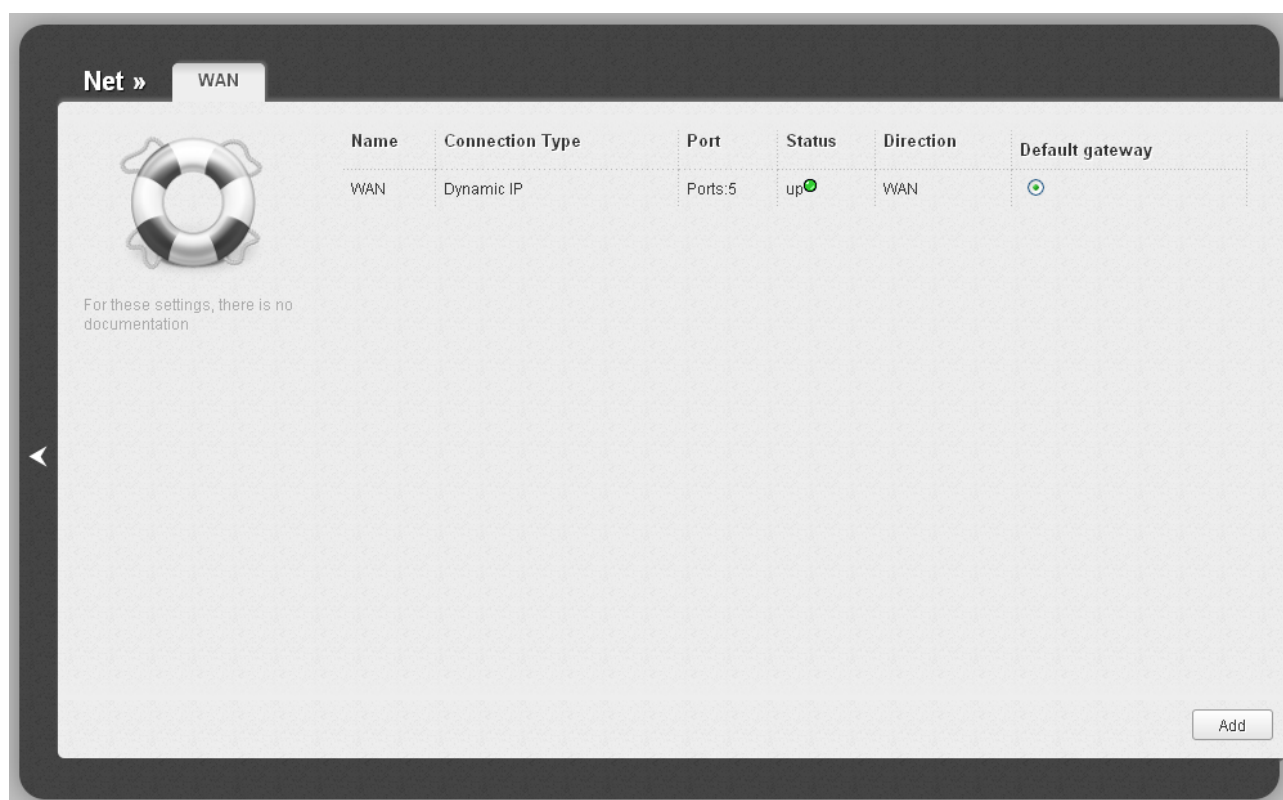 Net »
WAN
Name Connection Type Port Status Direction Default gateway
WAN Dynamic IP Ports:5 up WAN
For these settings, there is no
documentation
Add